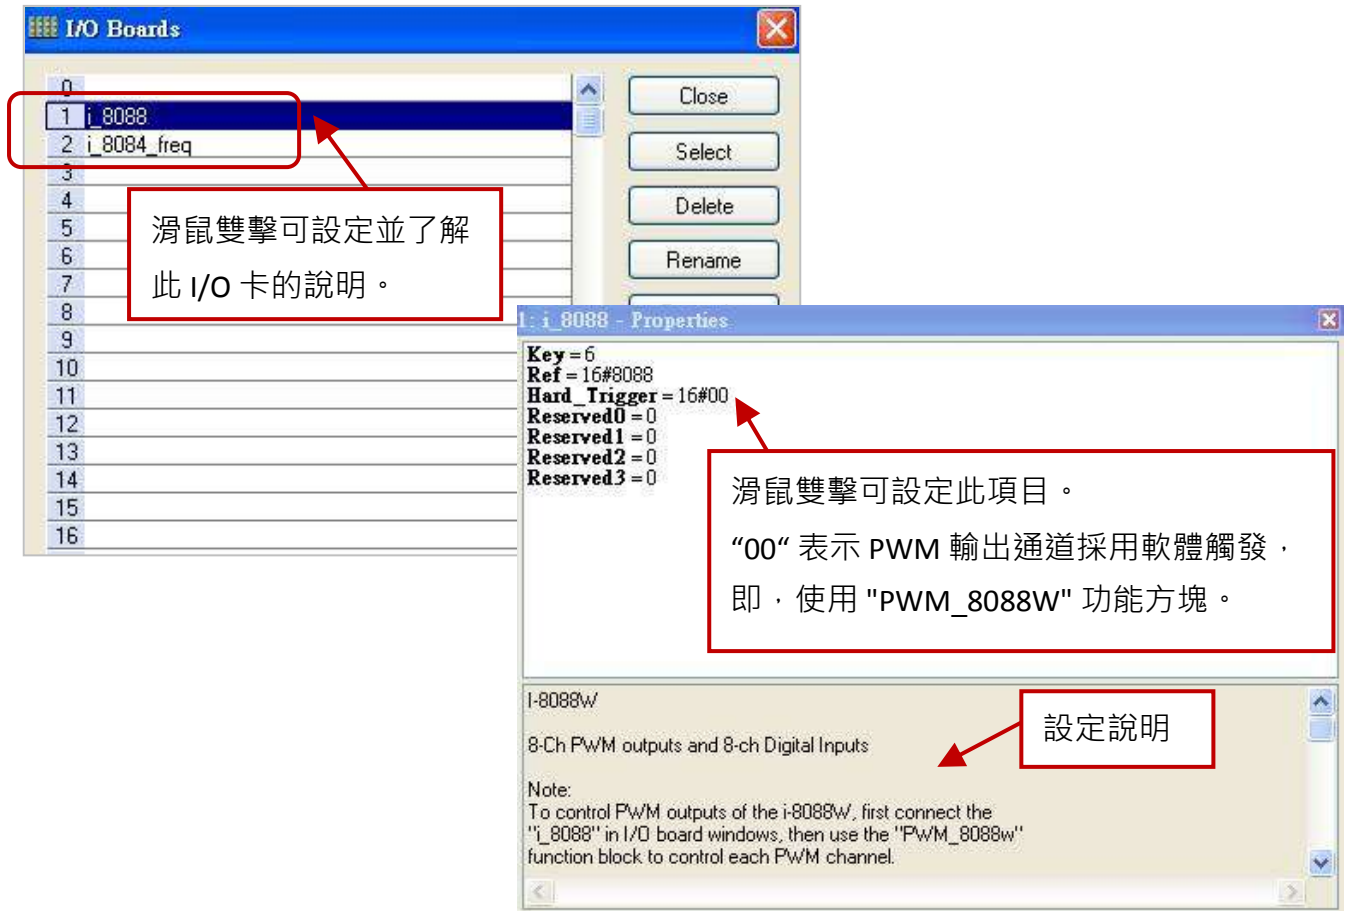 I/O Boards
0
1 i_8088
2 i_8084_freq
3
4
5
6
7
8
9
10
11
12
13
14
15
16
Close
Select
Delete
Rename
滑鼠雙擊可設定並了解
此 I/O 卡的說明。
1: i_8088 - Properties
Key = 6
Ref = 16#8088
Hard_Trigger = 16#00
Reserved0 = 0
Reserved1 = 0
Reserved2 = 0
Reserved3 = 0
滑鼠雙擊可設定此項目。
“00“ 表示 PWM 輸出通道採用軟體觸發，
即，使用 "PWM_8088W" 功能方塊。
I-8088W
8-Ch PWM outputs and 8-ch Digital Inputs
Note:
To control PWM outputs of the i-8088W, first connect the
"i_8088" in I/O board windows, then use the "PWM_8088w"
function block to control each PWM channel.
設定說明